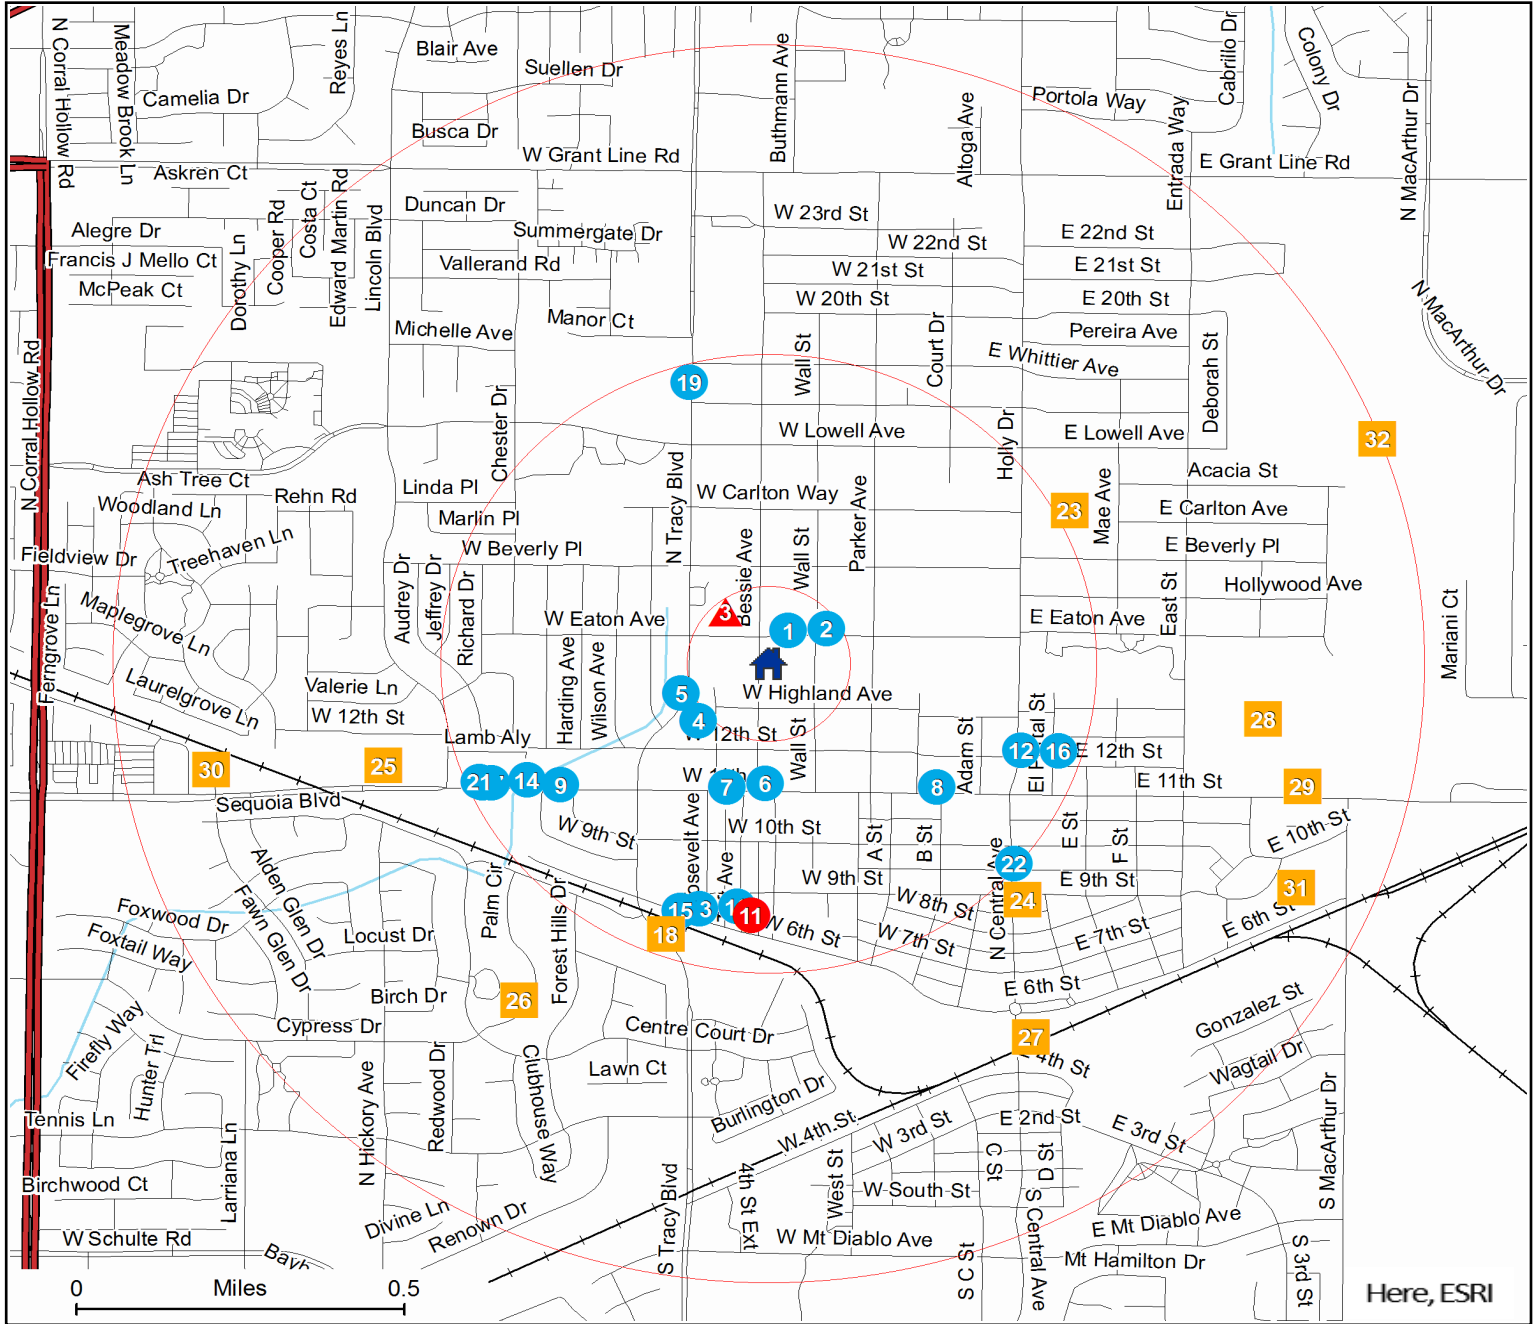 N Corral Hollow Rd
Meadow Brook Ln
Reyes Ln
Blair Ave
Suellen Dr
Camelia Dr
Busca Dr
Buthmann Ave
Altoga Ave
Portola Way
Cabrillo Dr
Colony Dr
Entrada Way
N MacArthur Dr
W Grant Line Rd
E Grant Line Rd
Askren Ct
Costa Ct
Cooper Rd
Edward Martin Rd
Lincoln Blvd
Duncan Dr
W 23rd St
Alegre Dr
Summergate Dr
W 22nd St
E 22nd St
Francis J Mello Ct
Dorothy Ln
Vallerand Rd
W 21st St
E 21st St
McPeak Ct
W 20th St
E 20th St
N MacArthur Dr
Michelle Ave
Manor Ct
Pereira Ave
Wall St
Court Dr
E Whittier Ave
Deborah St
N Corral Hollow Rd
19
Chester Dr
W Lowell Ave
Holly Dr
E Lowell Ave
32
Ash Tree Ct
Acacia St
Rehn Rd
Linda Pl
N Tracy Blvd
W Carlton Way
Parker Ave
Woodland Ln
Marlin Pl
23
Mae Ave
E Carlton Ave
Fieldview Dr
Treehaven Ln
W Beverly Pl
Bessie Ave
Wall St
E Beverly Pl
Audrey Dr
Jeffrey Dr
Richard Dr
Hollywood Ave
Ferngrove Ln
Maplegrove Ln
W Eaton Ave
3
1
2
E Eaton Ave
East St
Mariani Ct
Harding Ave
Wilson Ave
Laurelgrove Ln
Valerie Ln
5
W Highland Ave
W 12th St
4
12th St
Wall St
Adam St
28
Lamb Aly
12
16
E 12th St
30
25
21
14
9
7
6
8
E 11th St
29
Sequoia Blvd
W 9th St
W 10th St
A St
B St
E St
F St
E 10th St
Alden Glen Dr
22
W 9th St
E 9th St
N Central Ave
24
31
Fawn Glen Dr
Palm Cir
Forest Hills Dr
Foxwood Dr
15
3
1
11
W 8th St
Foxtail Way
Locust Dr
18
W 6th St
W 7th St
E 7th St
E 6th St
Birch Dr
26
E 6th St
Gonzalez St
Firefly Way
Cypress Dr
Centre Court Dr
27
4th St
Hunter Trl
Lawn Ct
Wagtail Dr
N Hickory Ave
Redwood Dr
Clubhouse Way
Burlington Dr
S MacArthur Dr
Tennis Ln
W 4th St
W 3rd St
E 2nd St
E 3rd St
Larriana Ln
C St
D St
Birchwood Ct
West St
W South St
S Tracy Blvd
4th St Ext
Divine Ln
Renown Dr
E Mt Diablo Ave
W Schulte Rd
W Mt Diablo Ave
S C St
S Central Ave
Mt Hamilton Dr
S 3rd St
0
Miles
0.5
Here, ESRI